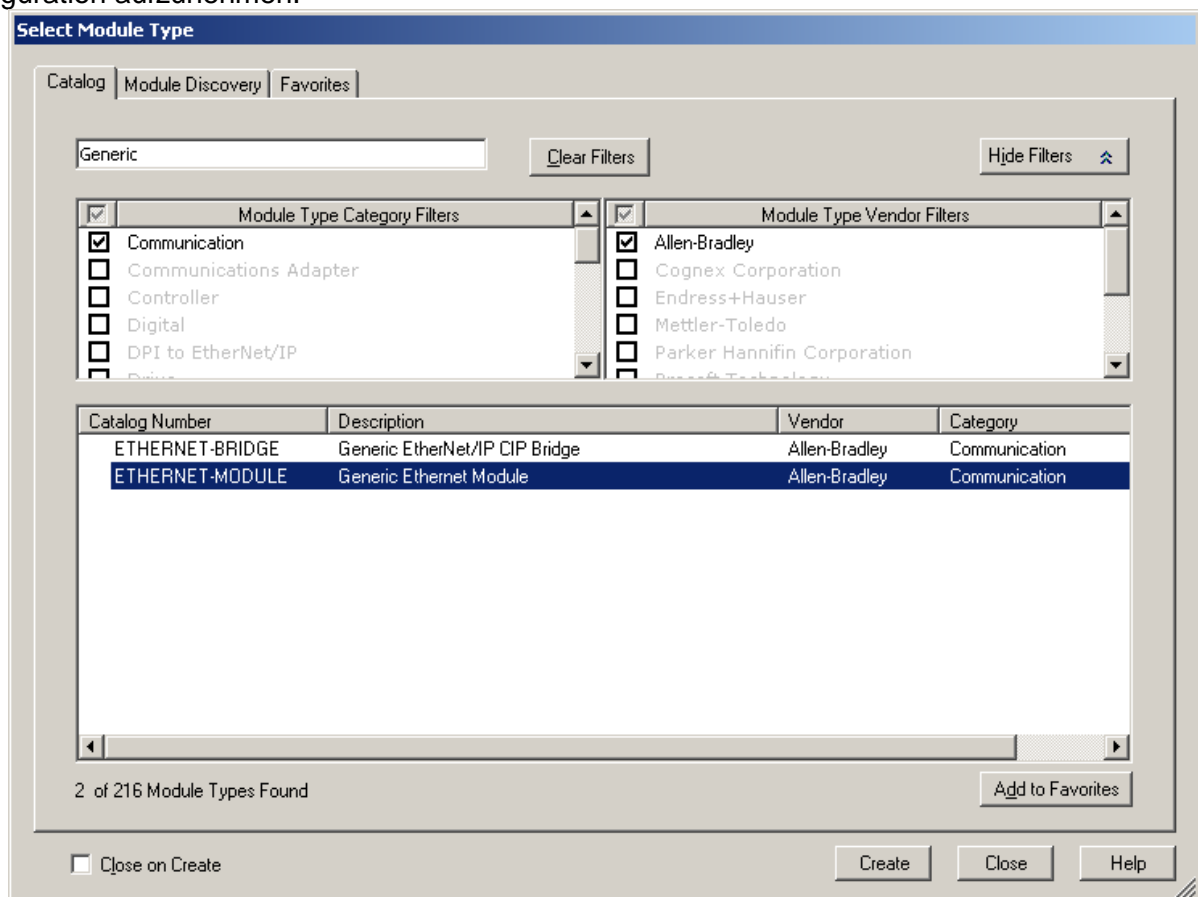 guration aufzunehmen.
Select Module Type
Catalog Module Discovery Favorites
Generic Clear Filters Hide Filters
Module Type Category Filters Module Type Vendor Filters
Communication Allen-Bradley
Communications Adapter Cognex Corporation
Controller Endress+Hauser
Digital Mettler-Toledo
DPI to EtherNet/IP Parker Hannifin Corporation
Catalog Number Description Vendor Category
ETHERNET-BRIDGE Generic EtherNet/IP CIP Bridge Allen-Bradley Communication
ETHERNET-MODULE Generic Ethernet Module Allen-Bradley Communication
2 of 216 Module Types Found Add to Favorites
Close on Create Create Close Help